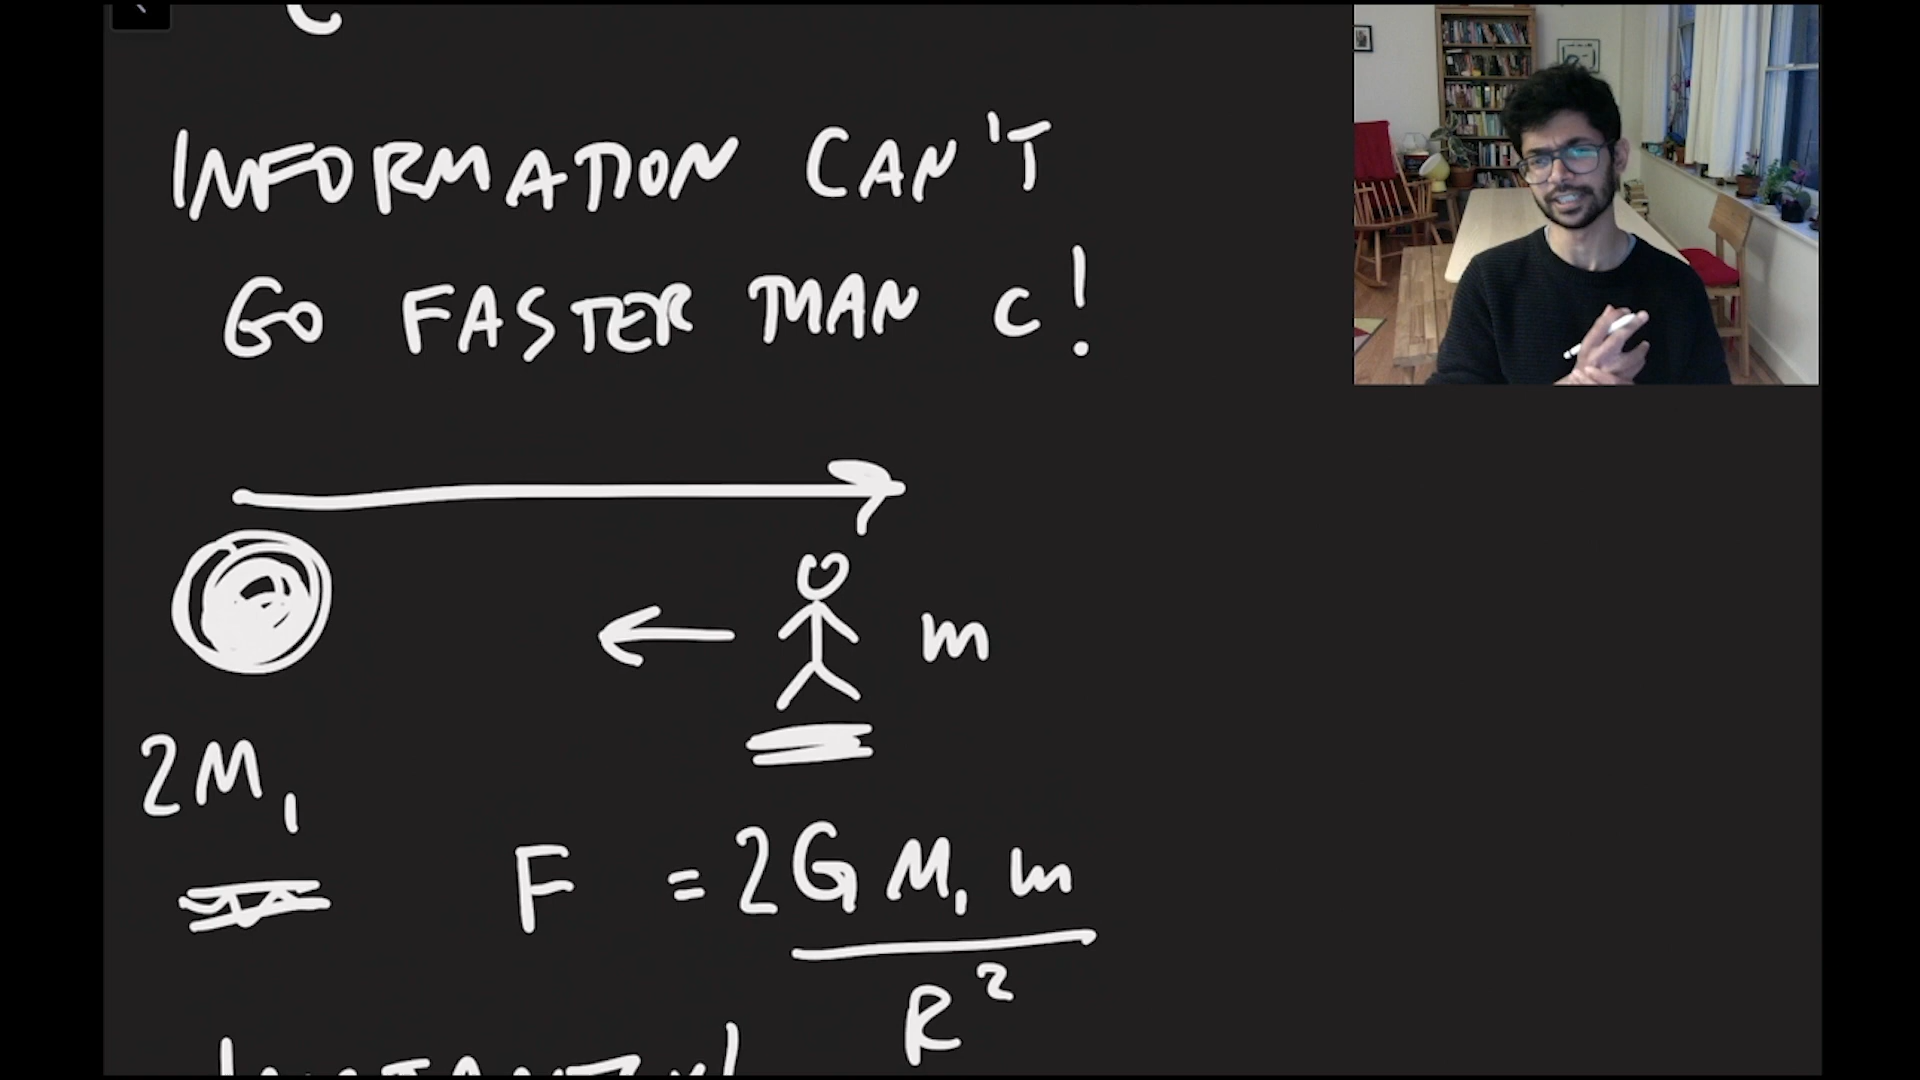 c
INFORMATION CAN'T
GO FASTER THAN c!
m
2M₁
F = 2GM₁m
R²